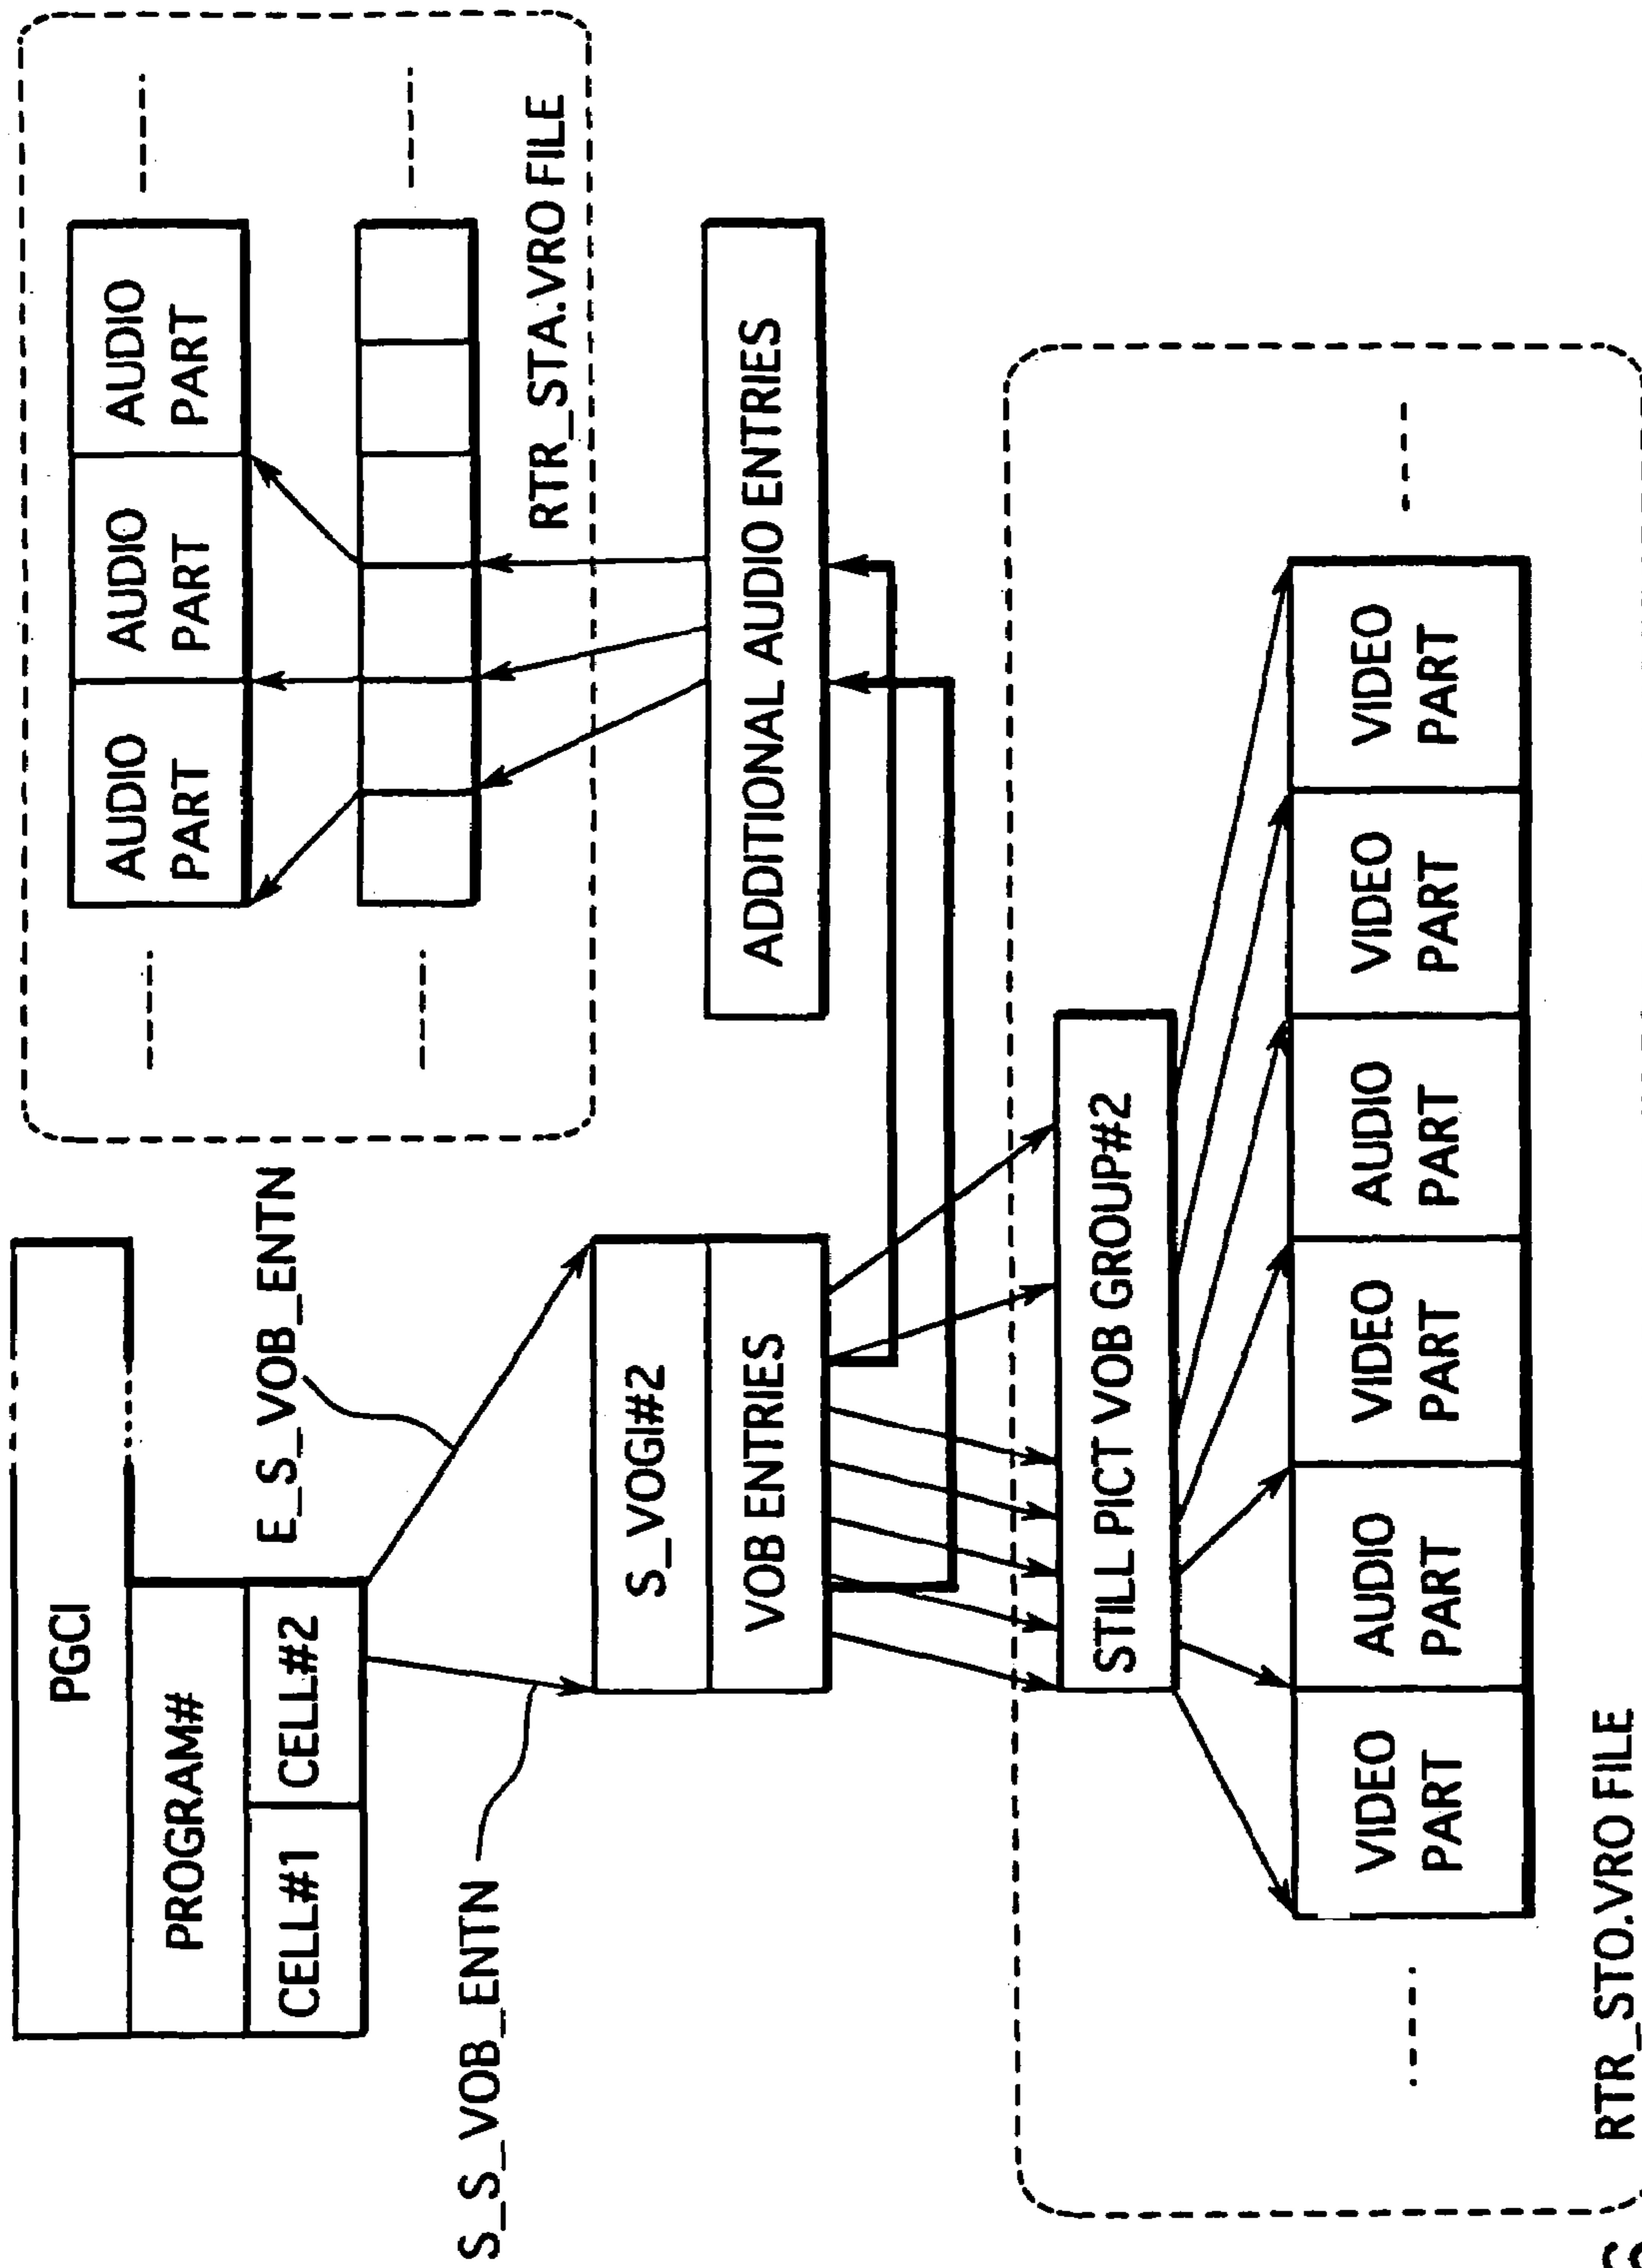 PGCI
PROGRAM#
CELL#1
CELL#2
S_S_VOB_ENTN
E_S_VOB_ENTN
S_VOGI#2
VOB ENTRIES
AUDIO
PART
AUDIO
PART
AUDIO
PART
RTR_STA.VRO FILE
ADDITIONAL AUDIO ENTRIES
STILL PICT VOB GROUP#2
VIDEO
PART
AUDIO
PART
VIDEO
PART
AUDIO
PART
VIDEO
PART
VIDEO
PART
RTR_STO.VRO FILE